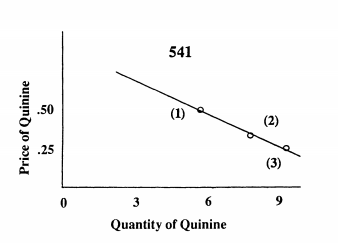 541
Price of Quinine
.50
.25
(1)
(2)
(3)
0 3 6 9
Quantity of Quinine